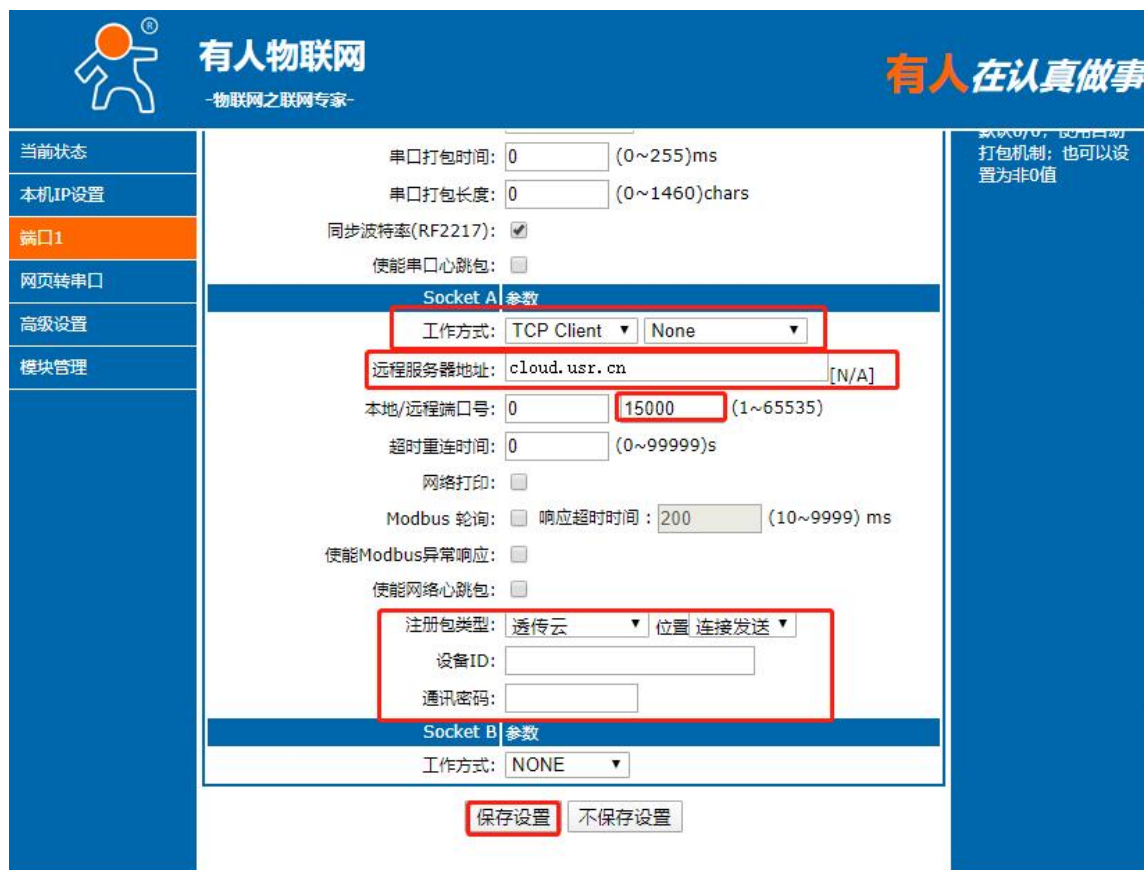 ®
有人物联网
-物联网之联网专家-
有人在认真做事
当前状态
本机IP设置
端口1
网页转串口
高级设置
模块管理
串口打包时间: 0 (0~255)ms
串口打包长度: 0 (0~1460)chars
同步波特率(RF2217):
使能串口心跳包:
Socket A 参数
工作方式: TCP Client None
远程服务器地址: cloud.usr.cn [N/A]
本地/远程端口号: 0 15000 (1~65535)
超时重连时间: 0 (0~99999)s
网络打印:
Modbus 轮询: 响应超时时间：200 (10~9999) ms
使能Modbus异常响应:
使能网络心跳包:
注册包类型: 透传云 位置 连接发送
设备ID:
通讯密码:
Socket B 参数
工作方式: NONE
保存设置 不保存设置
默认0/0；使用自动
打包机制；也可以设
置为非0值